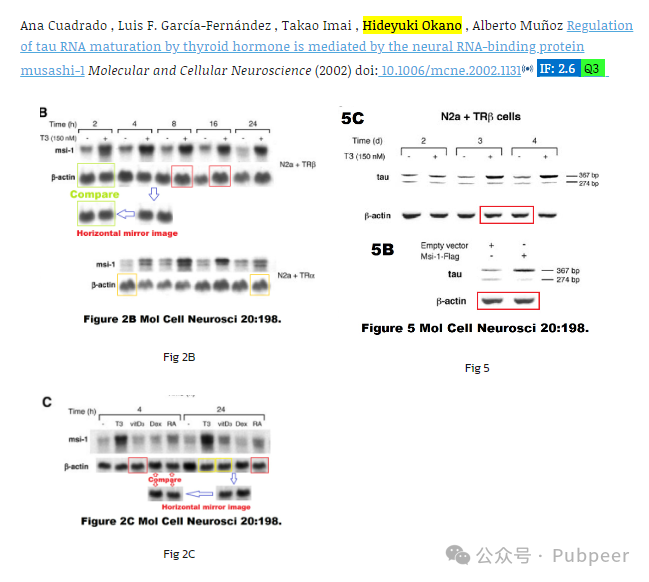 Ana Cuadrado , Luis F. García-Fernández , Takao Imai , Hideyuki Okano , Alberto Muñoz Regulation
of tau RNA maturation by thyroid hormone is mediated by the neural RNA-binding protein
musashi-1 Molecular and Cellular Neuroscience (2002) doi: 10.1006/mcne.2002.1131 IF: 2.6 Q3
B
Time (h) 2 4 8 16 24
T3 (150 nM) - + - + - + - + - +
msi-1
N2a + TRβ
β-actin
Compare
Horizontal mirror image
msi-1
N2a + TRα
β-actin
Figure 2B Mol Cell Neurosci 20:198.
Fig 2B
5C N2a + TRβ cells
Time (d) 2 3 4
T3 (150 nM) - + - + - +
tau 367 bp
274 bp
β-actin
5B Empty vector + -
Msi-1-Flag - +
tau 367 bp
274 bp
β-actin
Figure 5 Mol Cell Neurosci 20:198.
Fig 5
C
Time (h) 4 24
- T3 vitD3 Dex RA - T3 vitD3 Dex RA
msi-1
β-actin
Compare
Horizontal mirror image
Figure 2C Mol Cell Neurosci 20:198.
Fig 2C
公众号 · Pubpeer